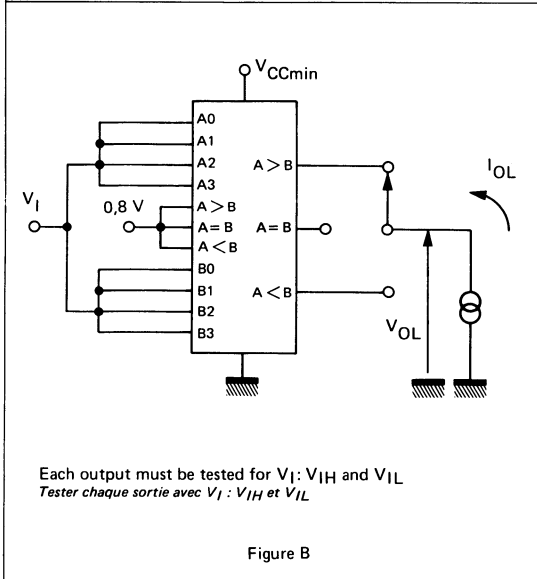 VCCmin
A0
A1
A2
A3
A > B
A = B
A < B
B0
B1
B2
B3
A > B
A = B
A < B
VI
0,8 V
IOL
VOL
Each output must be tested for VI: VIH and VIL
Tester chaque sortie avec VI : VIH et VIL
Figure B